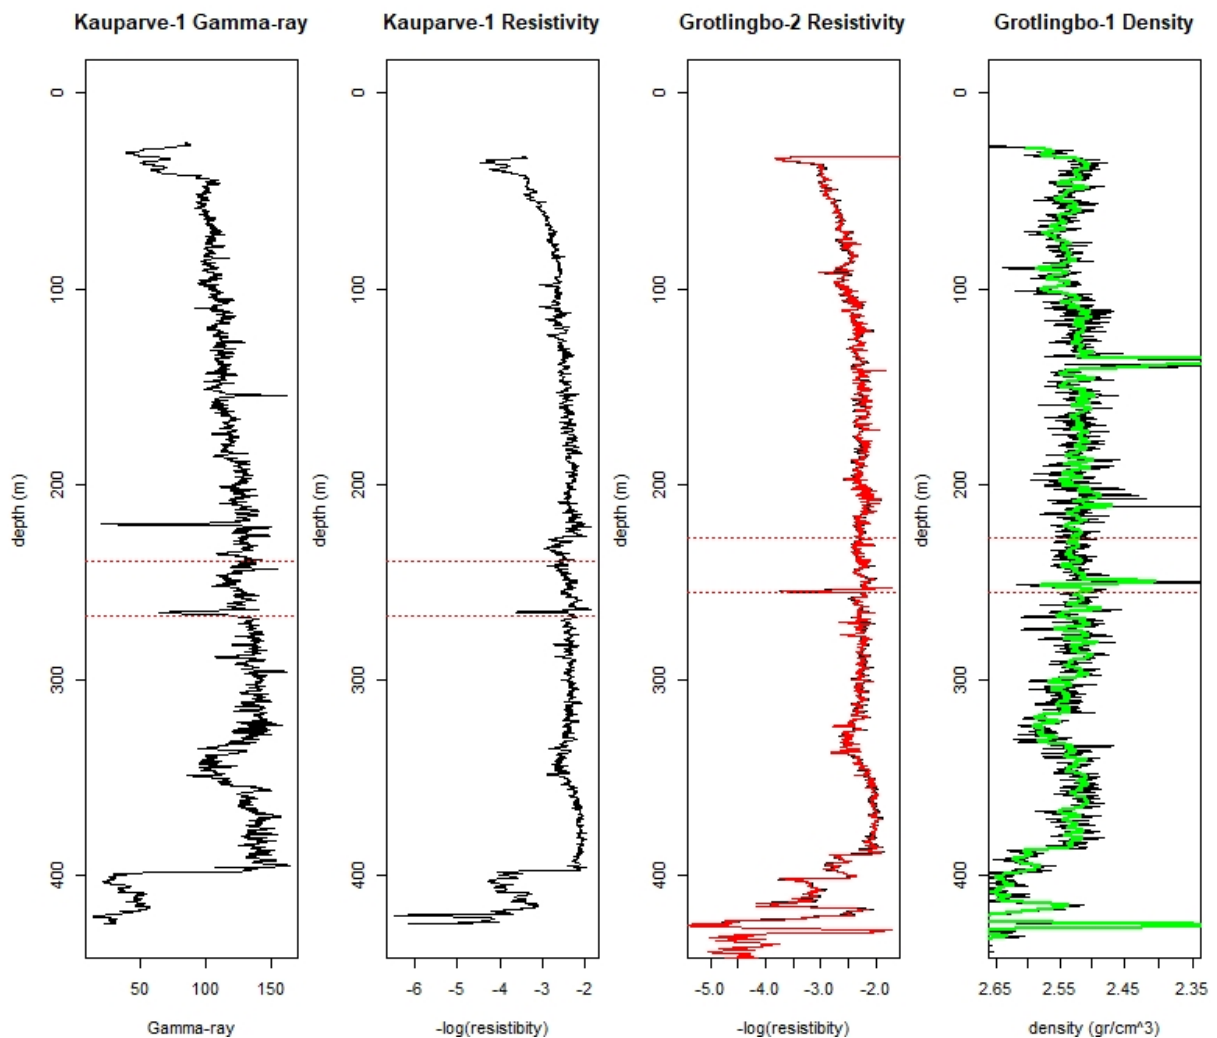 Kauparve-1 Gamma-ray
Kauparve-1 Resistivity
Grotlingbo-2 Resistivity
Grotlingbo-1 Density
0
100
200
300
400
depth (m)
50 100 150
Gamma-ray
0
100
200
300
400
depth (m)
-6 -5 -4 -3 -2
-log(resistibity)
0
100
200
300
400
depth (m)
-5.0 -4.0 -3.0 -2.0
-log(resistibity)
0
100
200
300
400
depth (m)
2.65 2.55 2.45 2.35
density (gr/cm^3)